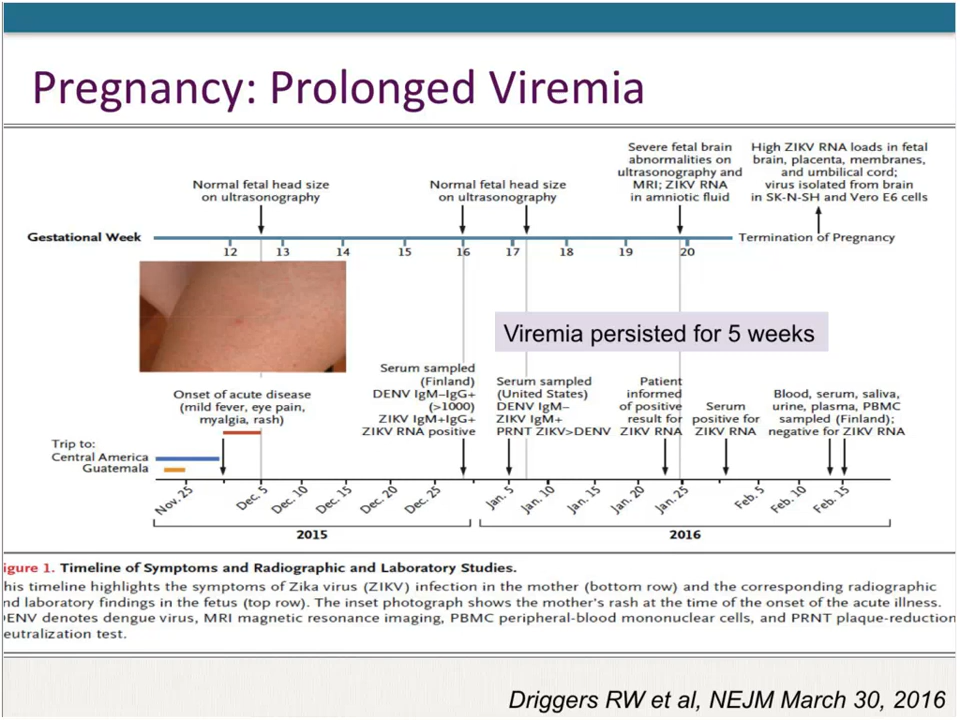 Pregnancy: Prolonged Viremia
Normal fetal head size
on ultrasonography
Normal fetal head size
on ultrasonography
Severe fetal brain
abnormalities on
ultrasonography and
MRI; ZIKV RNA
in amniotic fluid
High ZIKV RNA loads in fetal
brain, placenta, membranes,
and umbilical cord;
virus isolated from brain
in SK-N-SH and Vero E6 cells
Gestational Week
Termination of Pregnancy
12 13 14 15 16 17 18 19 20
Viremia persisted for 5 weeks
Onset of acute disease
(mild fever, eye pain,
myalgia, rash)
Serum sampled
(Finland)
DENV IgM–IgG+
(>1000)
ZIKV IgM+IgG+
ZIKV RNA positive
Serum sampled
(United States)
DENV IgM–
ZIKV IgM+
PRNT ZIKV>DENV
Patient
informed
of positive
result for
ZIKV RNA
Serum
positive for
ZIKV RNA
Blood, serum, saliva,
urine, plasma, PBMC
sampled (Finland);
negative for ZIKV RNA
Trip to:
Central America
Guatemala
Nov. 25 Dec. 5 Dec. 10 Dec. 15 Dec. 20 Dec. 25 Jan. 5 Jan. 10 Jan. 15 Jan. 20 Jan. 25 Feb. 5 Feb. 10 Feb. 15
2015 2016
igure 1. Timeline of Symptoms and Radiographic and Laboratory Studies.
his timeline highlights the symptoms of Zika virus (ZIKV) infection in the mother (bottom row) and the corresponding radiographic
nd laboratory findings in the fetus (top row). The inset photograph shows the mother's rash at the time of the onset of the acute illness.
ENV denotes dengue virus, MRI magnetic resonance imaging, PBMC peripheral-blood mononuclear cells, and PRNT plaque-reduction
eutralization test.
Driggers RW et al, NEJM March 30, 2016